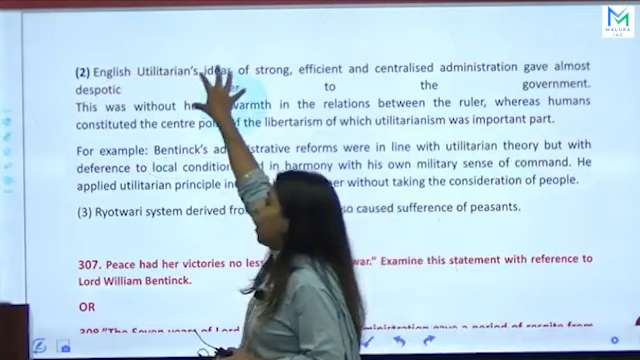 MALUKA
IAS
(2) English Utilitarian's ideas of strong, efficient and centralised administration gave almost
despotic to the government.
This was without warmth in the relations between the ruler, whereas humans
constituted the centre of the libertarism of which utilitarianism was important part.
For example: Bentinck's reforms were in line with utilitarian theory but with
deference to local in harmony with his own military sense of command. He
applied utilitarian principle without taking the consideration of people.
(3) Ryotwari system derived caused sufference of peasants.
307. Peace had her victories no war." Examine this statement with reference to
Lord William Bentinck.
OR